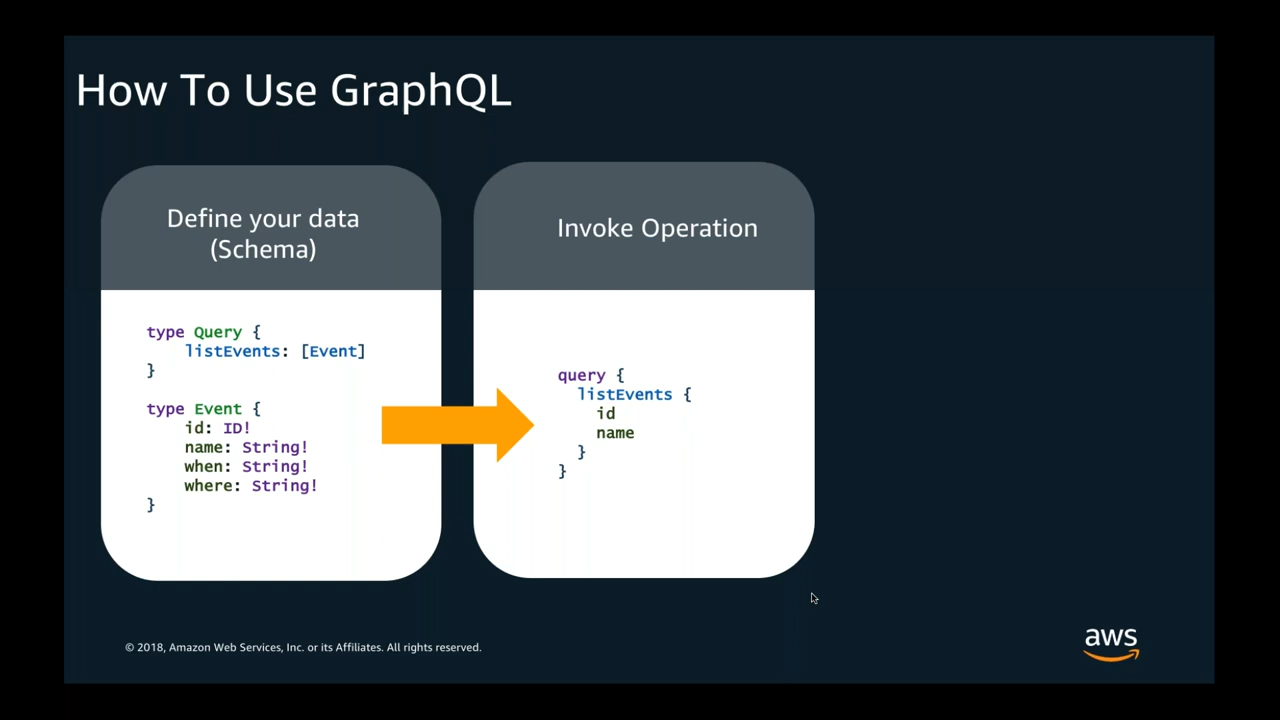 How To Use GraphQL
Define your data
(Schema)
type Query {
    listEvents: [Event]
}
type Event {
    id: ID!
    name: String!
    when: String!
    where: String!
}
Invoke Operation
query {
  listEvents {
    id
    name
  }
}
© 2018, Amazon Web Services, Inc. or its Affiliates. All rights reserved.
aws